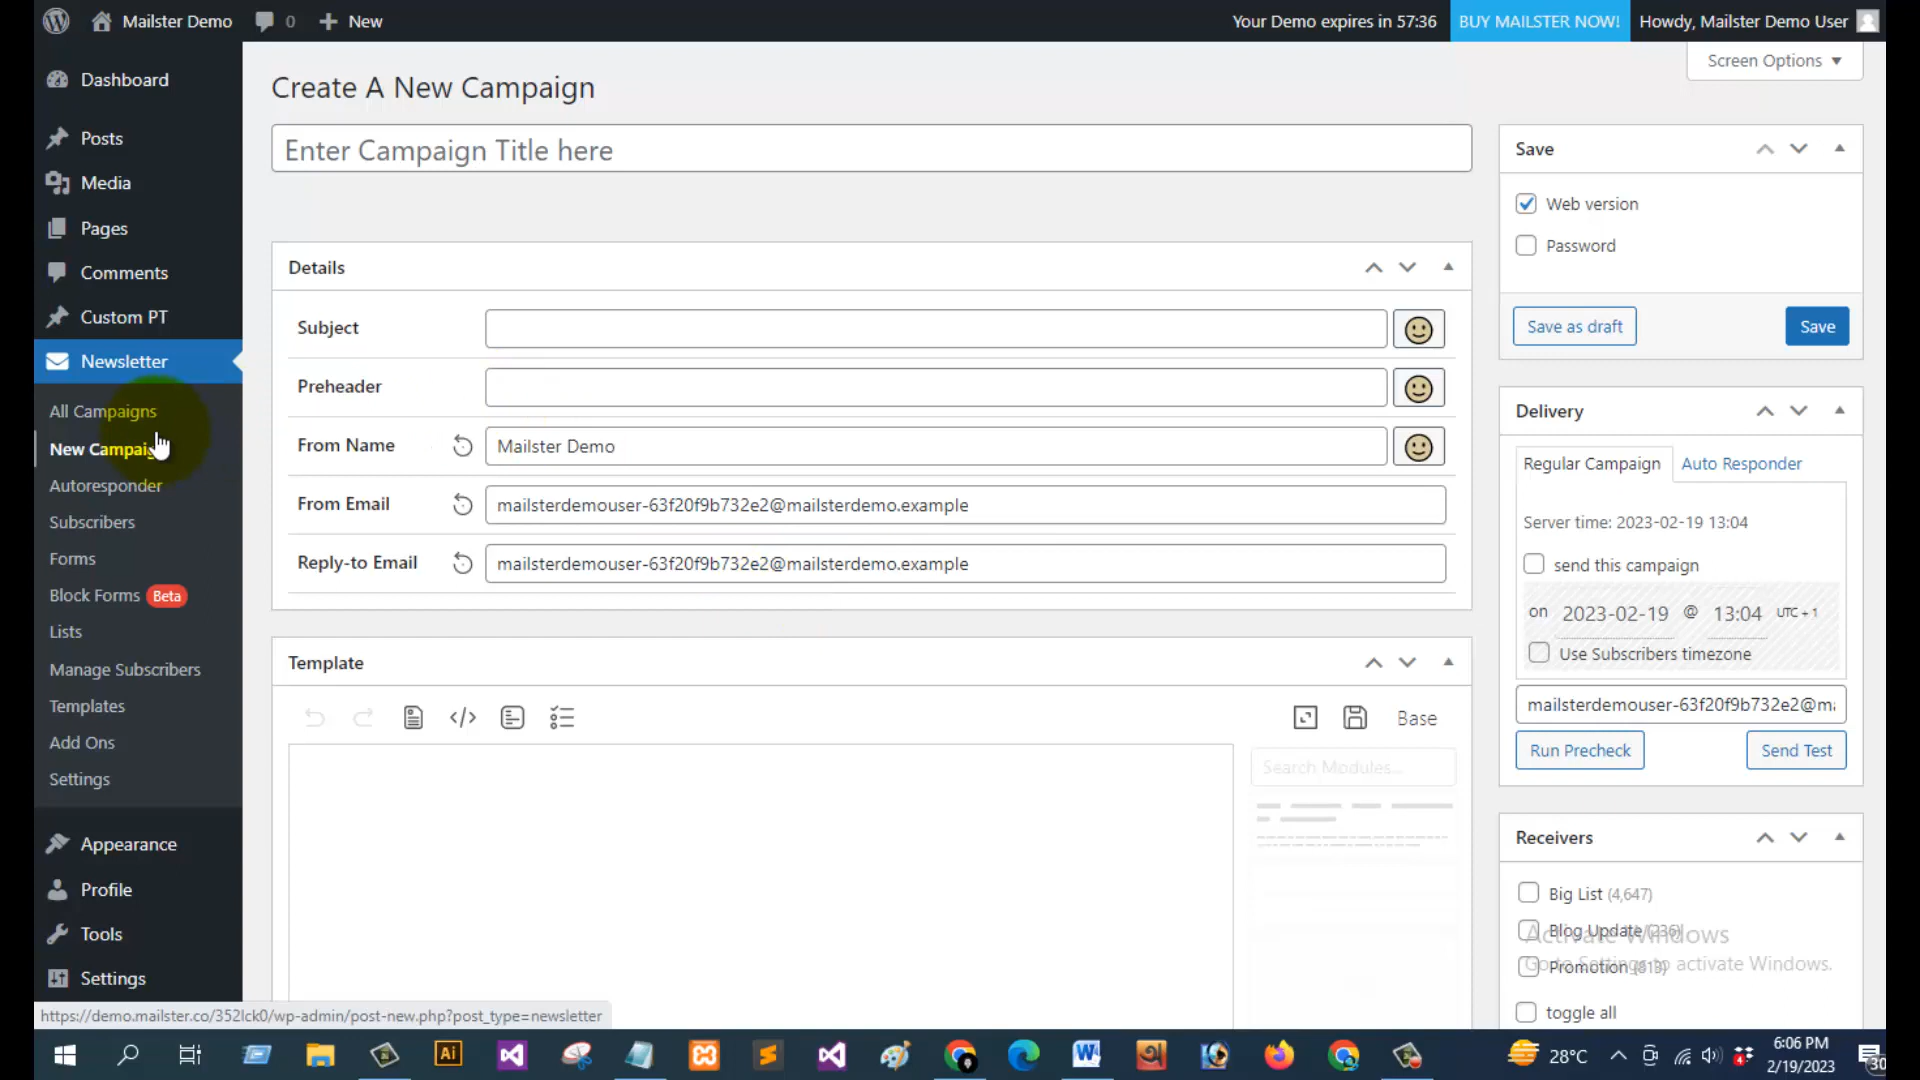 Mailster Demo
0
New
Your Demo expires in 57:36
BUY MAILSTER NOW!
Howdy, Mailster Demo User
Screen Options
Dashboard
Posts
Media
Pages
Comments
Custom PT
Newsletter
All Campaigns
New Campaig
Autoresponder
Subscribers
Forms
Block Forms Beta
Lists
Manage Subscribers
Templates
Add Ons
Settings
Appearance
Profile
Tools
Settings
Create A New Campaign
Enter Campaign Title here
Details
Subject
Preheader
From Name
Mailster Demo
From Email
mailsterdemouser-63f20f9b732e2@mailsterdemo.example
Reply-to Email
mailsterdemouser-63f20f9b732e2@mailsterdemo.example
Template
Base
Search Modules...
Save
Web version
Password
Save as draft
Save
Delivery
Regular Campaign
Auto Responder
Server time: 2023-02-19 13:04
send this campaign
on 2023-02-19 @ 13:04 UTC + 1
Use Subscribers timezone
mailsterdemouser-63f20f9b732e2@m
Run Precheck
Send Test
Receivers
Big List (4,647)
Blog Update (236)
Promotion (813)
toggle all
Activate Windows
Go to Settings to activate Windows.
https://demo.mailster.co/352lck0/wp-admin/post-new.php?post_type=newsletter
Ai
28°C
6:06 PM
2/19/2023
30